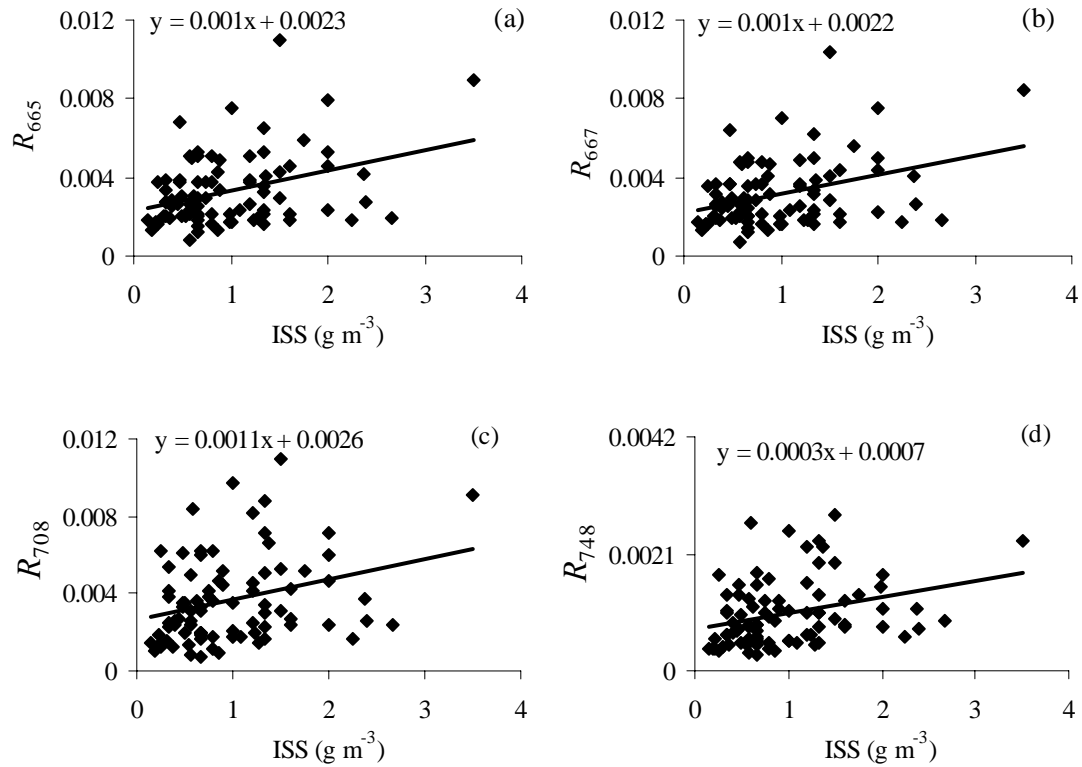 y = 0.001x + 0.0023
(a)
0.012
0.008
0.004
0
R665
0
1
2
3
4
ISS (g m-3)
y = 0.001x + 0.0022
(b)
0.012
0.008
0.004
0
R667
0
1
2
3
4
ISS (g m-3)
y = 0.0011x + 0.0026
(c)
0.012
0.008
0.004
0
R708
0
1
2
3
4
ISS (g m-3)
y = 0.0003x + 0.0007
(d)
0.0042
0.0021
0
R748
0
1
2
3
4
ISS (g m-3)